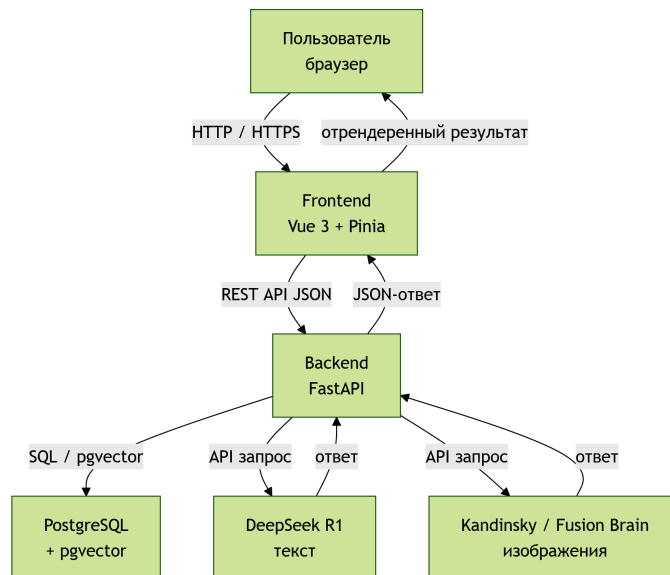 Пользователь
браузер
HTTP / HTTPS
отрендеренный результат
Frontend
Vue 3 + Pinia
REST API JSON
JSON-ответ
Backend
FastAPI
SQL / pgvector
API запрос
ответ
API запрос
ответ
PostgreSQL
+ pgvector
DeepSeek R1
текст
Kandinsky / Fusion Brain
изображения